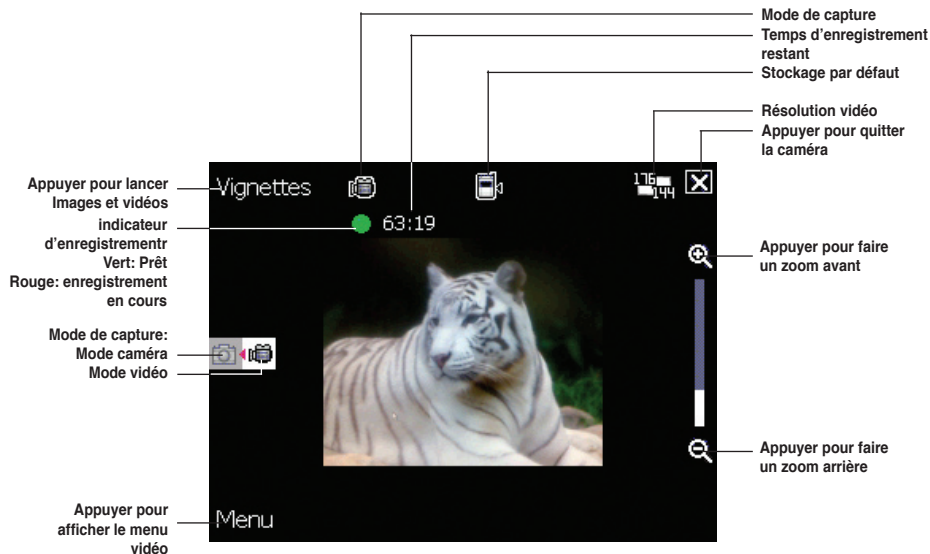 Mode de capture
Temps d'enregistrement
restant
Stockage par défaut
Résolution vidéo
Appuyer pour quitter
la caméra
Appuyer pour lancer
Images et vidéos
indicateur
d'enregistrementr
Vert: Prêt
Rouge: enregistrement
en cours
Mode de capture:
Mode caméra
Mode vidéo
Appuyer pour
afficher le menu
vidéo
Vignettes
176
144
63:19
Menu
Appuyer pour faire
un zoom avant
Appuyer pour faire
un zoom arrière